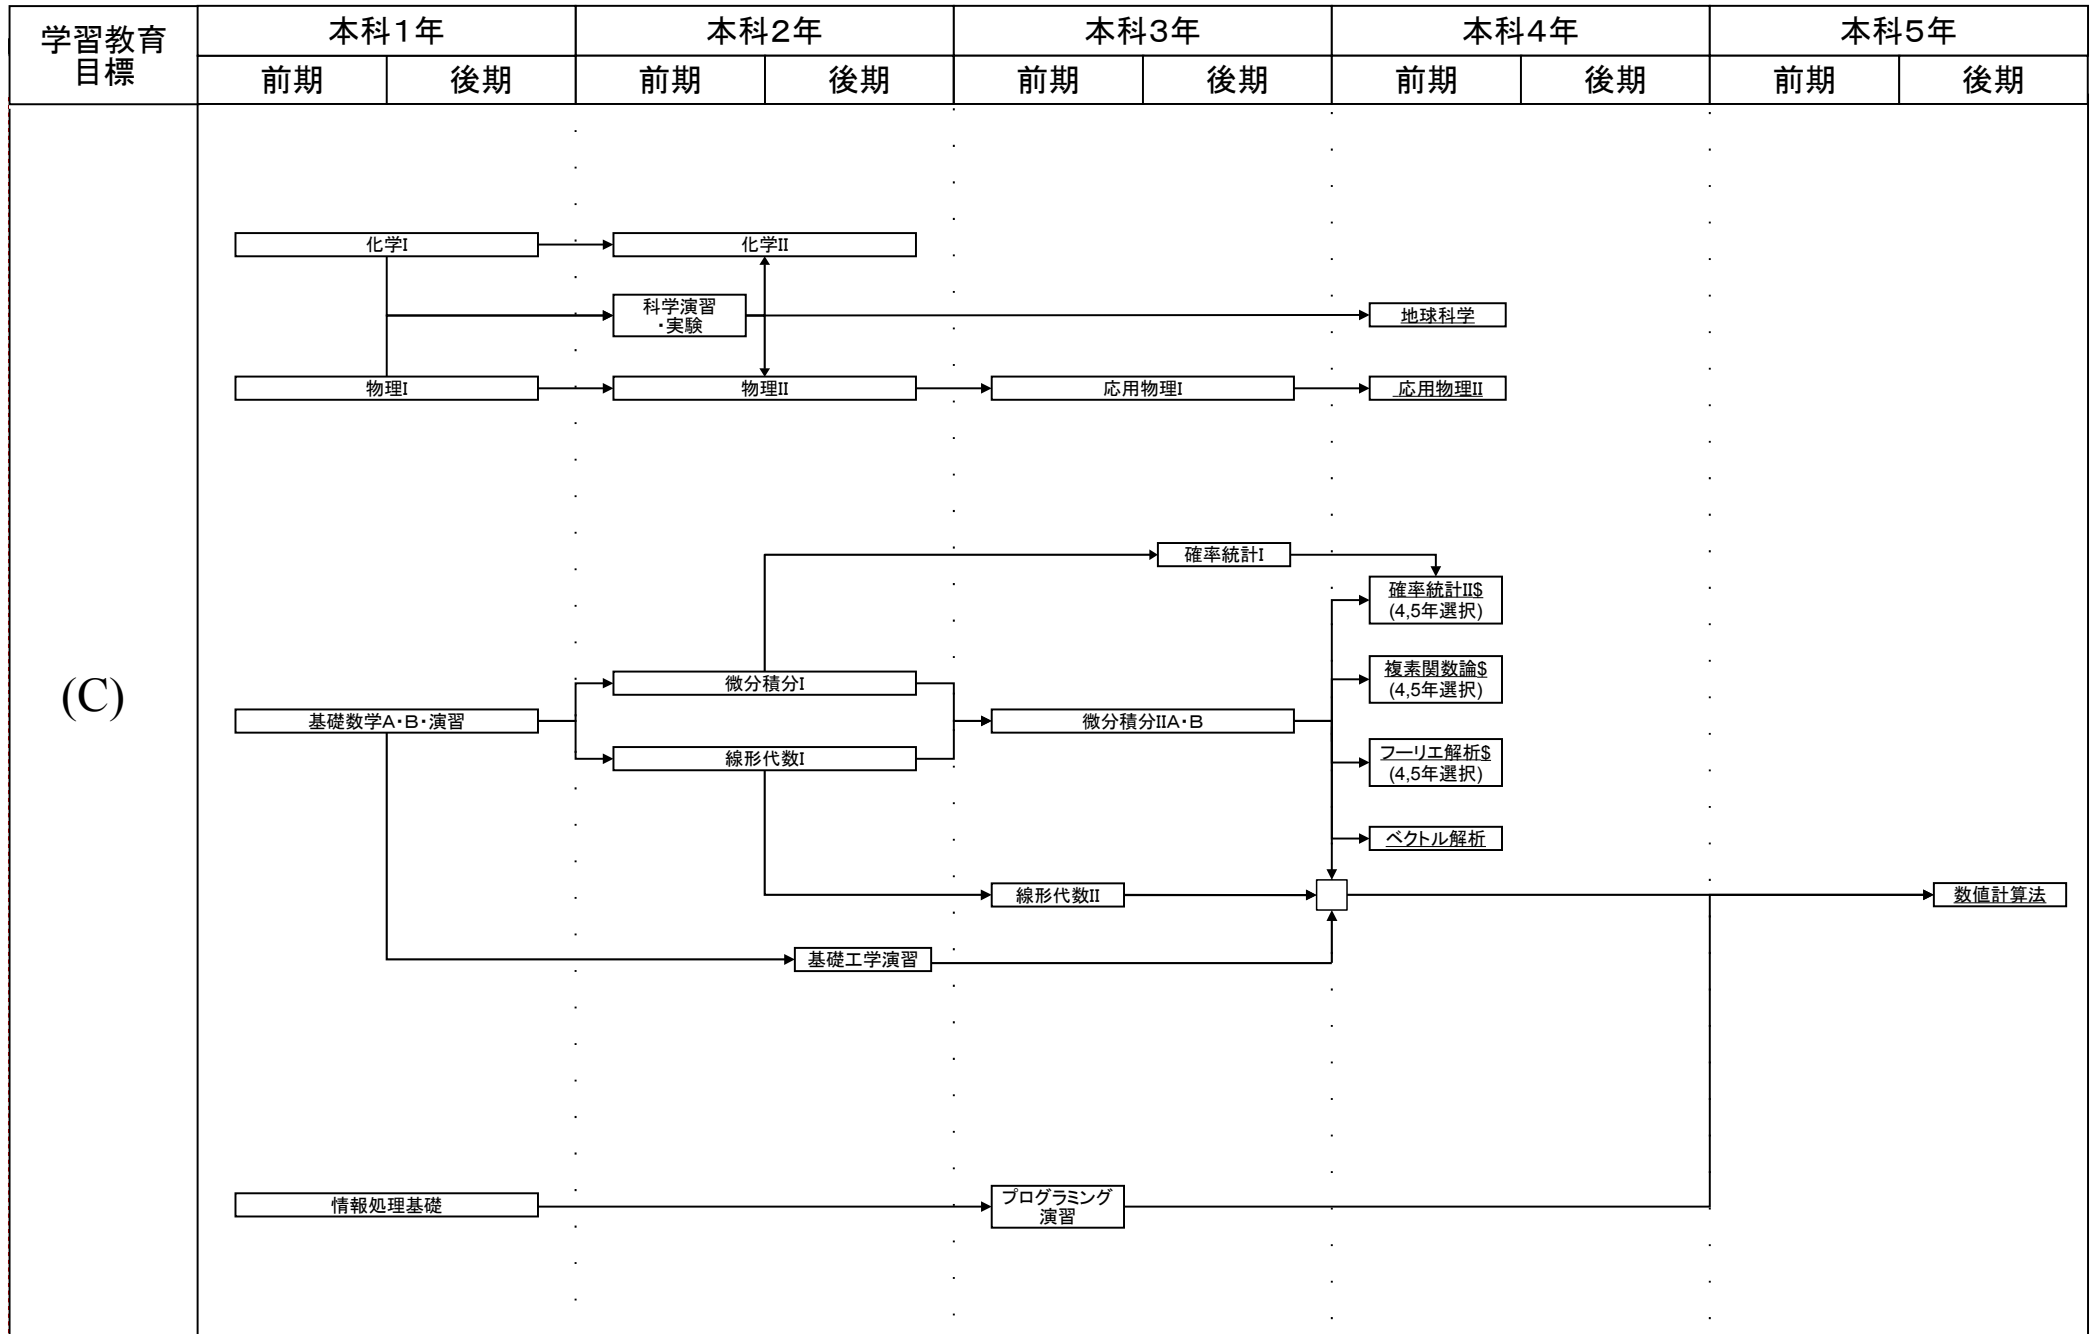 学習教育
目標
本科1年
本科2年
本科3年
本科4年
本科5年
前期
後期
前期
後期
前期
後期
前期
後期
前期
後期
(C)
化学I
化学II
科学演習
・実験
地球科学
物理I
物理II
応用物理I
応用物理II
確率統計I
確率統計II$
(4,5年選択)
微分積分I
複素関数論$
(4,5年選択)
基礎数学A・B・演習
微分積分IIA・B
線形代数I
フーリエ解析$
(4,5年選択)
ベクトル解析
線形代数II
数値計算法
基礎工学演習
情報処理基礎
プログラミング
演習